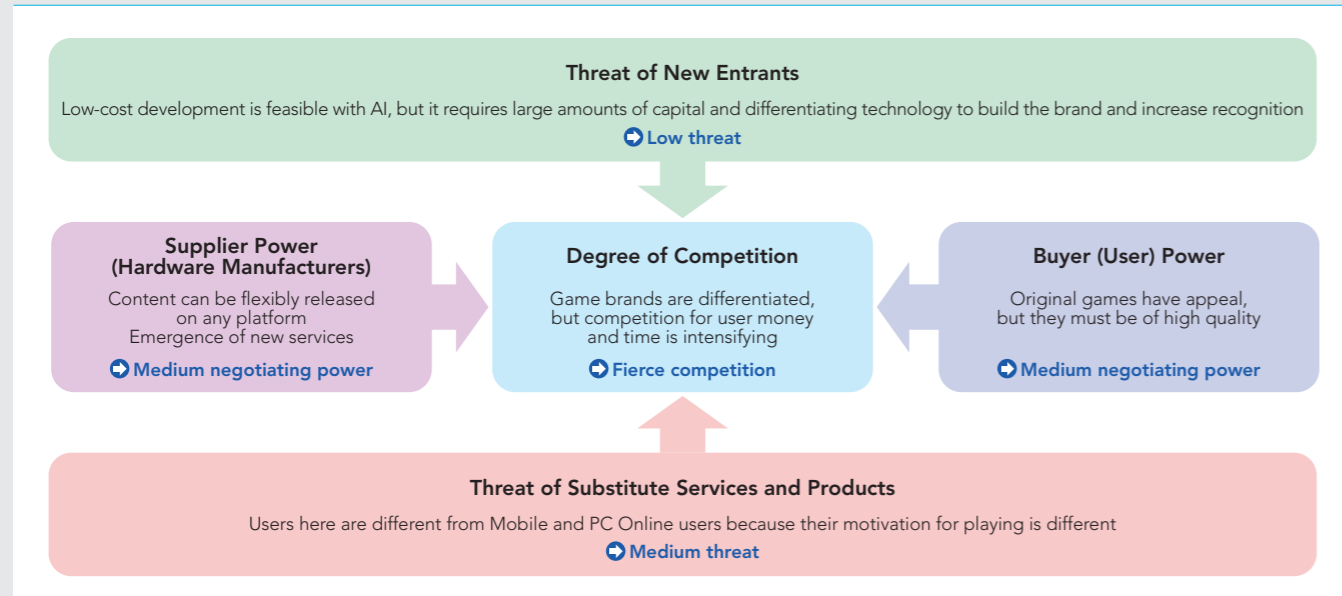 Threat of New Entrants
Low-cost development is feasible with AI, but it requires large amounts of capital and differentiating technology to build the brand and increase recognition
Low threat
Supplier Power
(Hardware Manufacturers)
Content can be flexibly released
on any platform
Emergence of new services
Medium negotiating power
Degree of Competition
Game brands are differentiated,
but competition for user money
and time is intensifying
Fierce competition
Buyer (User) Power
Original games have appeal,
but they must be of high quality
Medium negotiating power
Threat of Substitute Services and Products
Users here are different from Mobile and PC Online users because their motivation for playing is different
Medium threat